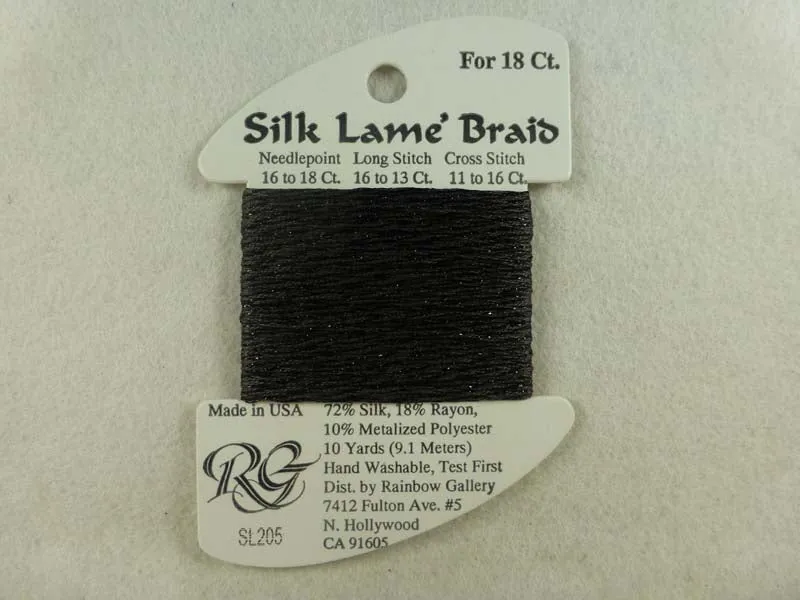 For 18 Ct.
Silk Lame' Braid
Needlepoint Long Stitch Cross Stitch
16 to 18 Ct. 16 to 13 Ct. 11 to 16 Ct.
Made in USA 72% Silk, 18% Rayon,
10% Metalized Polyester
10 Yards (9.1 Meters)
Hand Washable, Test First
RG
Dist. by Rainbow Gallery
7412 Fulton Ave. #5
N. Hollywood
SL205
CA 91605